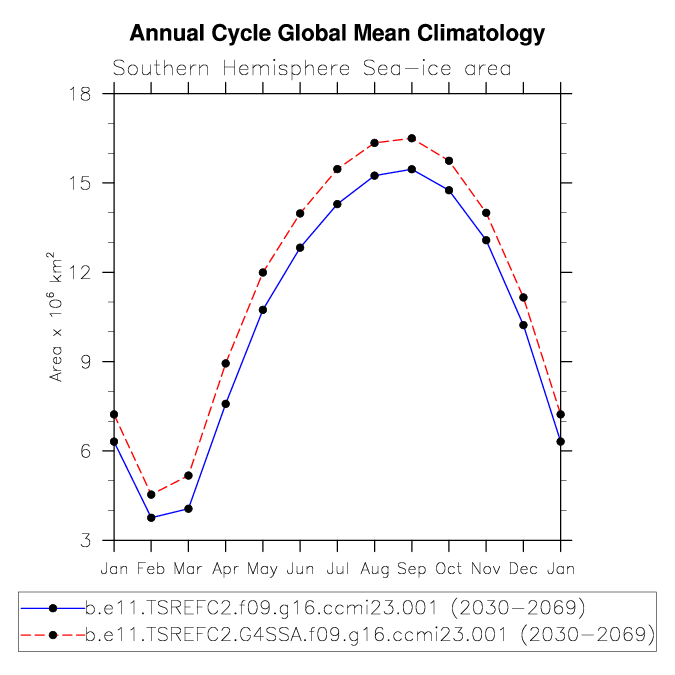 Annual Cycle Global Mean Climatology
Southern Hemisphere Sea-ice area
18
15
12
9
6
3
Area x 10⁶ km²
Jan Feb Mar Apr May Jun Jul Aug Sep Oct Nov Dec Jan
b.e11.TSREFC2.f09.g16.ccmi23.001 (2030-2069)
b.e11.TSREFC2.G4SSA.f09.g16.ccmi23.001 (2030-2069)